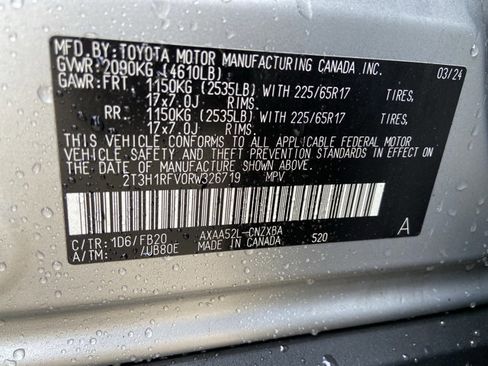 MFD.BY:TOYOTA MOTOR MANUFACTURING CANADA INC. 03/24
GVWR:2090KG(4610LB)
GAWR:FRT. 1150KG (2535LB) WITH 225/65R17 TIRES,
17x7.0J RIMS.
RR. 1150KG (2535LB) WITH 225/65R17 TIRES,
17x7.0J RIMS.
THIS VEHICLE CONFORMS TO ALL APPLICABLE FEDERAL MOTOR
VEHICLE SAFETY AND THEFT PREVENTION STANDARDS IN EFFECT ON
THE DATE OF MANUFACTURE SHOWN ABOVE.
2T3H1RFV0RW326719 MPV
C/TR:1D6/FB20 AXAA52L-CNZXBA 520 A
A/TM: /UB80E MADE IN CANADA